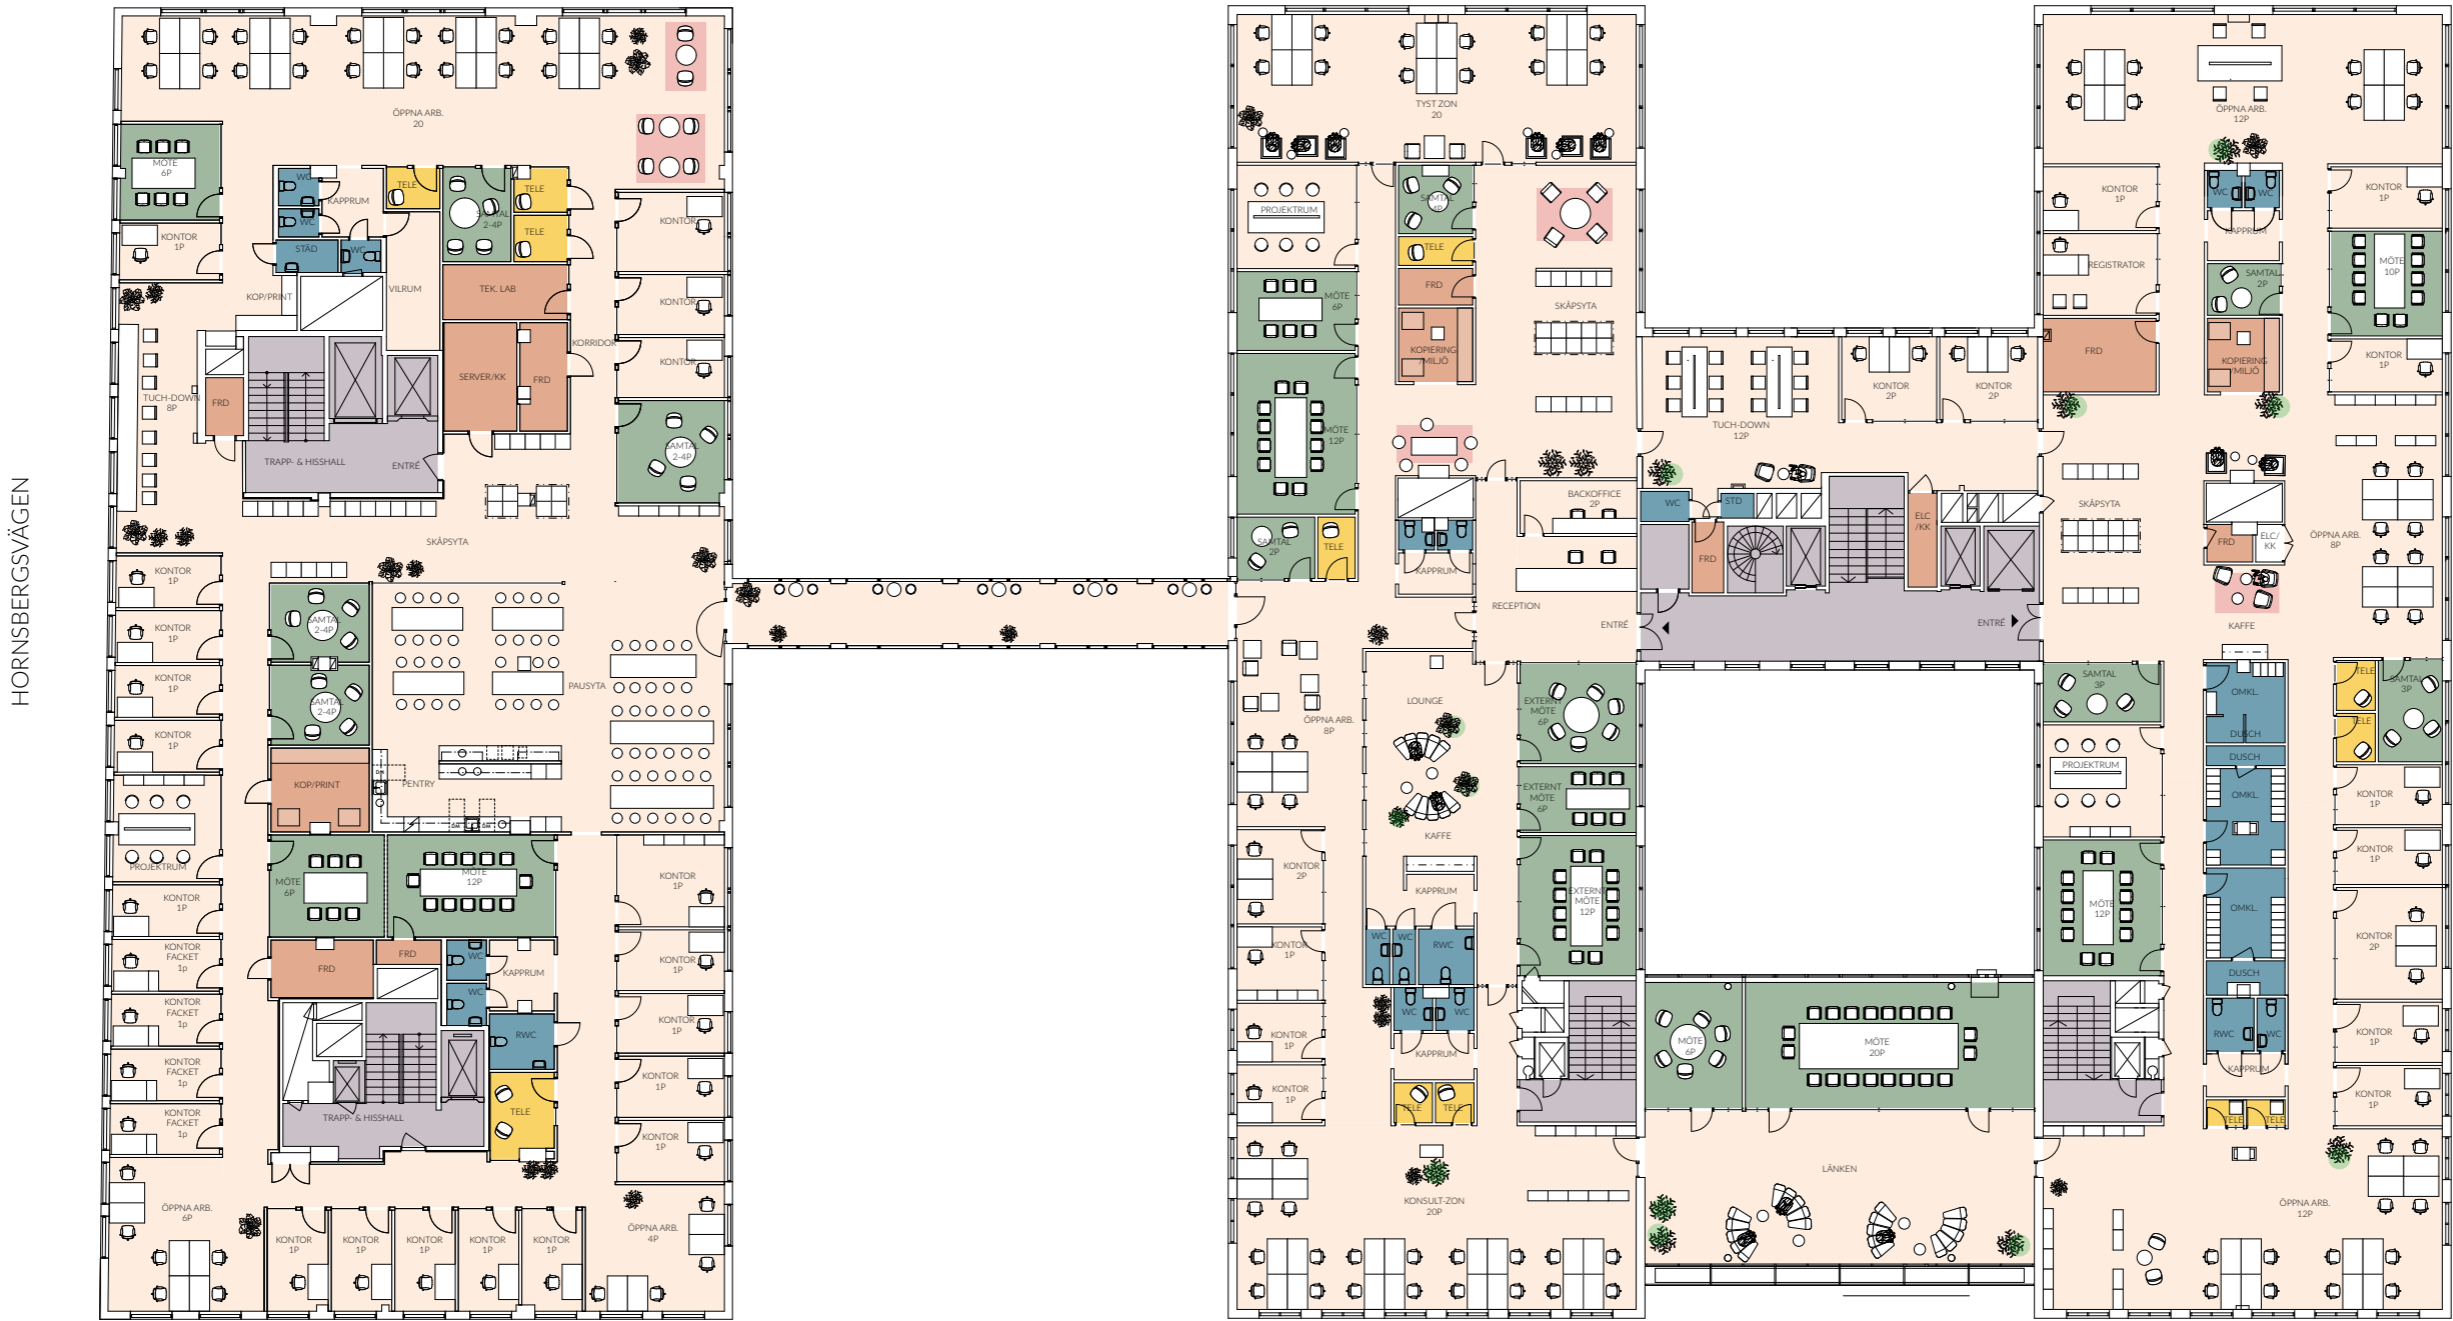 HORNSBERGSVÄGEN
ÖPPNA ARB.
20
MÖTE
6P
KONTOR
1P
WC
WC
KAPPRUM
STÄD
WC
TELE
SAMTAL
2-4P
TELE
TELE
KONTOR
KONTOR
KONTOR
KOP/PRINT
VILRUM
TEK. LAB
SERVER/KK
FRD
KORRIDOR
TUCH-DOWN
8P
FRD
TRAPP- & HISSHALL
ENTRÉ
SAMTAL
2-4P
SKÅPSYTA
KONTOR
1P
KONTOR
1P
KONTOR
1P
KONTOR
1P
PROJEKTRUM
SAMTAL
2-4P
SAMTAL
2-4P
PAUSYTA
KOP/PRINT
PENTRY
DM
DM
DM
MÖTE
6P
MÖTE
12P
KONTOR
1P
KONTOR
1P
KONTOR
FACKET
1p
KONTOR
FACKET
1p
KONTOR
FACKET
1p
KONTOR
FACKET
1p
FRD
FRD
WC
WC
KAPPRUM
RWC
TELE
TRAPP- & HISSHALL
KONTOR
1P
KONTOR
1P
KONTOR
1P
KONTOR
1P
ÖPPNA ARB.
6P
KONTOR
1P
KONTOR
1P
KONTOR
1P
KONTOR
1P
KONTOR
1P
ÖPPNA ARB.
4P
TYST ZON
20
PROJEKTRUM
SAMTAL
4P
TELE
FRD
KOPIERING
/MILJÖ
MÖTE
6P
MÖTE
12P
SKÅPSYTA
SAMTAL
2P
TELE
WC
WC
KAPPRUM
BACKOFFICE
2P
RECEPTION
ENTRÉ
TUCH-DOWN
12P
KONTOR
2P
KONTOR
2P
WC
STD
FRD
ELC
/KK
ENTRÉ
ÖPPNA ARB.
8P
LOUNGE
KAFFE
EXTERNT
MÖTE
6P
EXTERNT
MÖTE
6P
EXTERNT
MÖTE
12P
KONTOR
2P
KONTOR
1P
KONTOR
1P
KONTOR
1P
KAPPRUM
WC
WC
RWC
WC
WC
KAPPRUM
TELE
TELE
KONSULT-ZON
20P
MÖTE
6P
MÖTE
20P
LÄNKEN
ÖPPNA ARB.
12P
KONTOR
1P
REGISTRATOR
FRD
WC
WC
KAPPRUM
SAMTAL
2P
KOPIERING
/MILJÖ
KONTOR
1P
MÖTE
10P
KONTOR
1P
SKÅPSYTA
FRD
ELC/
KK
ÖPPNA ARB.
8P
KAFFE
SAMTAL
3P
PROJEKTRUM
MÖTE
12P
OMKL.
DUSCH
DUSCH
OMKL.
OMKL.
DUSCH
RWC
WC
KAPPRUM
TELE
TELE
TELE
TELE
SAMTAL
3P
KONTOR
1P
KONTOR
1P
KONTOR
2P
KONTOR
1P
KONTOR
1P
ÖPPNA ARB.
12P